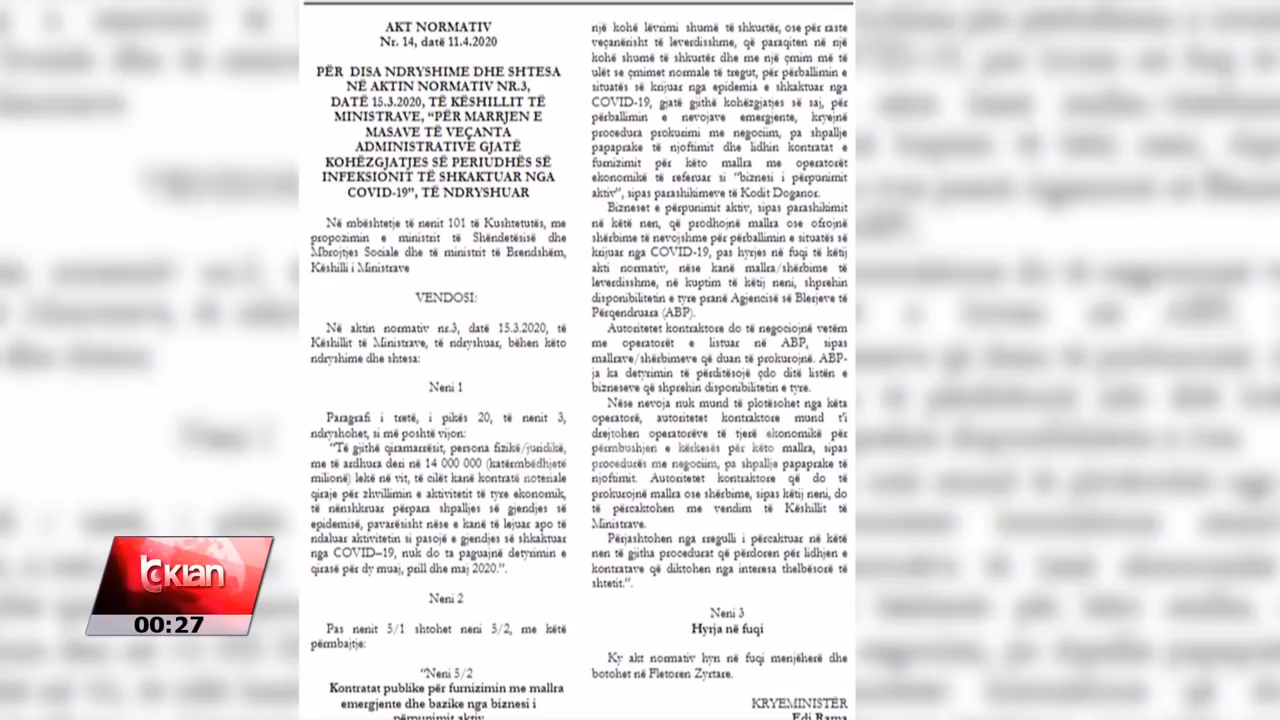 AKT NORMATIV
Nr. 14, datë 11.4.2020
PËR DISA NDRYSHIME DHE SHTESA
NË AKTIN NORMATIV NR.3,
DATË 15.3.2020, TË KËSHILLIT TË
MINISTRAVE, “PËR MARRJEN E
MASAVE TË VEÇANTA
ADMINISTRATIVE GJATË
KOHËZGJATJES SË PERIUDHËS SË
INFEKSIONIT TË SHKAKTUAR NGA
COVID-19”, TË NDRYSHUAR
Në mbështetje të nenit 101 të Kushtetutës, me
propozimin e ministrit të Shëndetësisë dhe
Mbrojtjes Sociale dhe të ministrit të Brendshëm,
Këshilli i Ministrave
VENDOSI:
Në aktin normativ nr.3, datë 15.3.2020, të
Këshillit të Ministrave, të ndryshuar, bëhen këto
ndryshime dhe shtesa:
Neni 1
Paragrafi i tretë, i pikës 20, të nenit 3,
ndryshohet, si më poshtë vijon:
“Të gjithë qiramarrësit, persona fizikë/juridikë,
me të ardhura deri në 14 000 000 (katërmbëdhjetë
milionë) lekë në vit, të cilët kanë kontratë noteriale
qiraje për zhvillimin e aktivitetit të tyre ekonomik,
të nënshkruar përpara shpalljes së gjendjes së
epidemisë, pavarësisht nëse e kanë të lejuar apo të
ndaluar aktivitetin si pasojë e gjendjes së shkaktuar
nga COVID–19, nuk do ta paguajnë detyrimin e
qirasë për dy muaj, prill dhe maj 2020.”.
Neni 2
Pas nenit 5/1 shtohet neni 5/2, me këtë
përmbajtje:
“Neni 5/2
Kontratat publike për furnizimin me mallra
emergjente dhe bazike nga biznesi i
përpunimit aktiv
një kohë lëvrimi shumë të shkurtër, ose për raste
veçanërisht të leverdisshme, që paraqiten në një
kohë shumë të shkurtër dhe me një çmim më të
ulët se çmimet normale të tregut, për përballimin e
situatës së krijuar nga epidemia e shkaktuar nga
COVID-19, gjatë gjithë kohëzgjatjes së saj, për
përballimin e nevojave emergjente, kryejnë
procedura prokurimi me negociim, pa shpallje
paraprake të njoftimit dhe lidhin kontratat e
furnizimit për këto mallra me operatorët
ekonomikë të referuar si “biznesi i përpunimit
aktiv”, sipas parashikimeve të Kodit Doganor.
Bizneset e përpunimit aktiv, sipas parashikimit
në këtë nen, që prodhojnë mallra ose ofrojnë
shërbime të nevojshme për përballimin e situatës së
krijuar nga COVID-19, pas hyrjes në fuqi të këtij
akti normativ, nëse kanë mallra/shërbime të
leverdisshme, në kuptim të këtij neni, shprehin
disponibilitetin e tyre pranë Agjencisë së Blerjeve të
Përqendruara (ABP).
Autoritetet kontraktore do të negociojnë vetëm
me operatorët e listuar në ABP, sipas
mallrave/shërbimeve që duan të prokurojnë. ABP-
ja ka detyrimin të përditësojë çdo ditë listën e
bizneseve që shprehin disponibilitetin e tyre.
Nëse nevoja nuk mund të plotësohet nga këta
operatorë, autoritetet kontraktore mund t’i
drejtohen operatorëve të tjerë ekonomikë për
përmbushjen e kërkesës për këto mallra, sipas
procedurës me negociim, pa shpallje paraprake të
njoftimit. Autoritetet kontraktore që do të
prokurojnë mallra ose shërbime, sipas këtij neni, do
të përcaktohen me vendim të Këshillit të
Ministrave.
Përjashtohen nga rregulli i përcaktuar në këtë
nen të gjitha procedurat që përdoren për lidhjen e
kontratave që diktohen nga interesa thelbësorë të
shtetit.”.
Neni 3
Hyrja në fuqi
Ky akt normativ hyn në fuqi menjëherë dhe
botohet në Fletoren Zyrtare.
KRYEMINISTËR
Edi Rama
tv klan
00:27